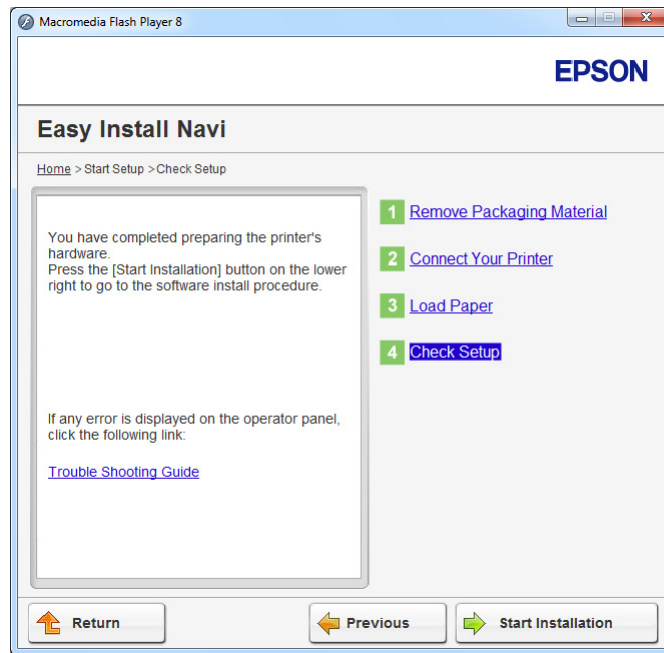 Macromedia Flash Player 8
EPSON
Easy Install Navi
Home > Start Setup >Check Setup
You have completed preparing the printer's
hardware.
Press the [Start Installation] button on the lower
right to go to the software install procedure.
If any error is displayed on the operator panel,
click the following link:
Trouble Shooting Guide
1 Remove Packaging Material
2 Connect Your Printer
3 Load Paper
4 Check Setup
Return
Previous
Start Installation